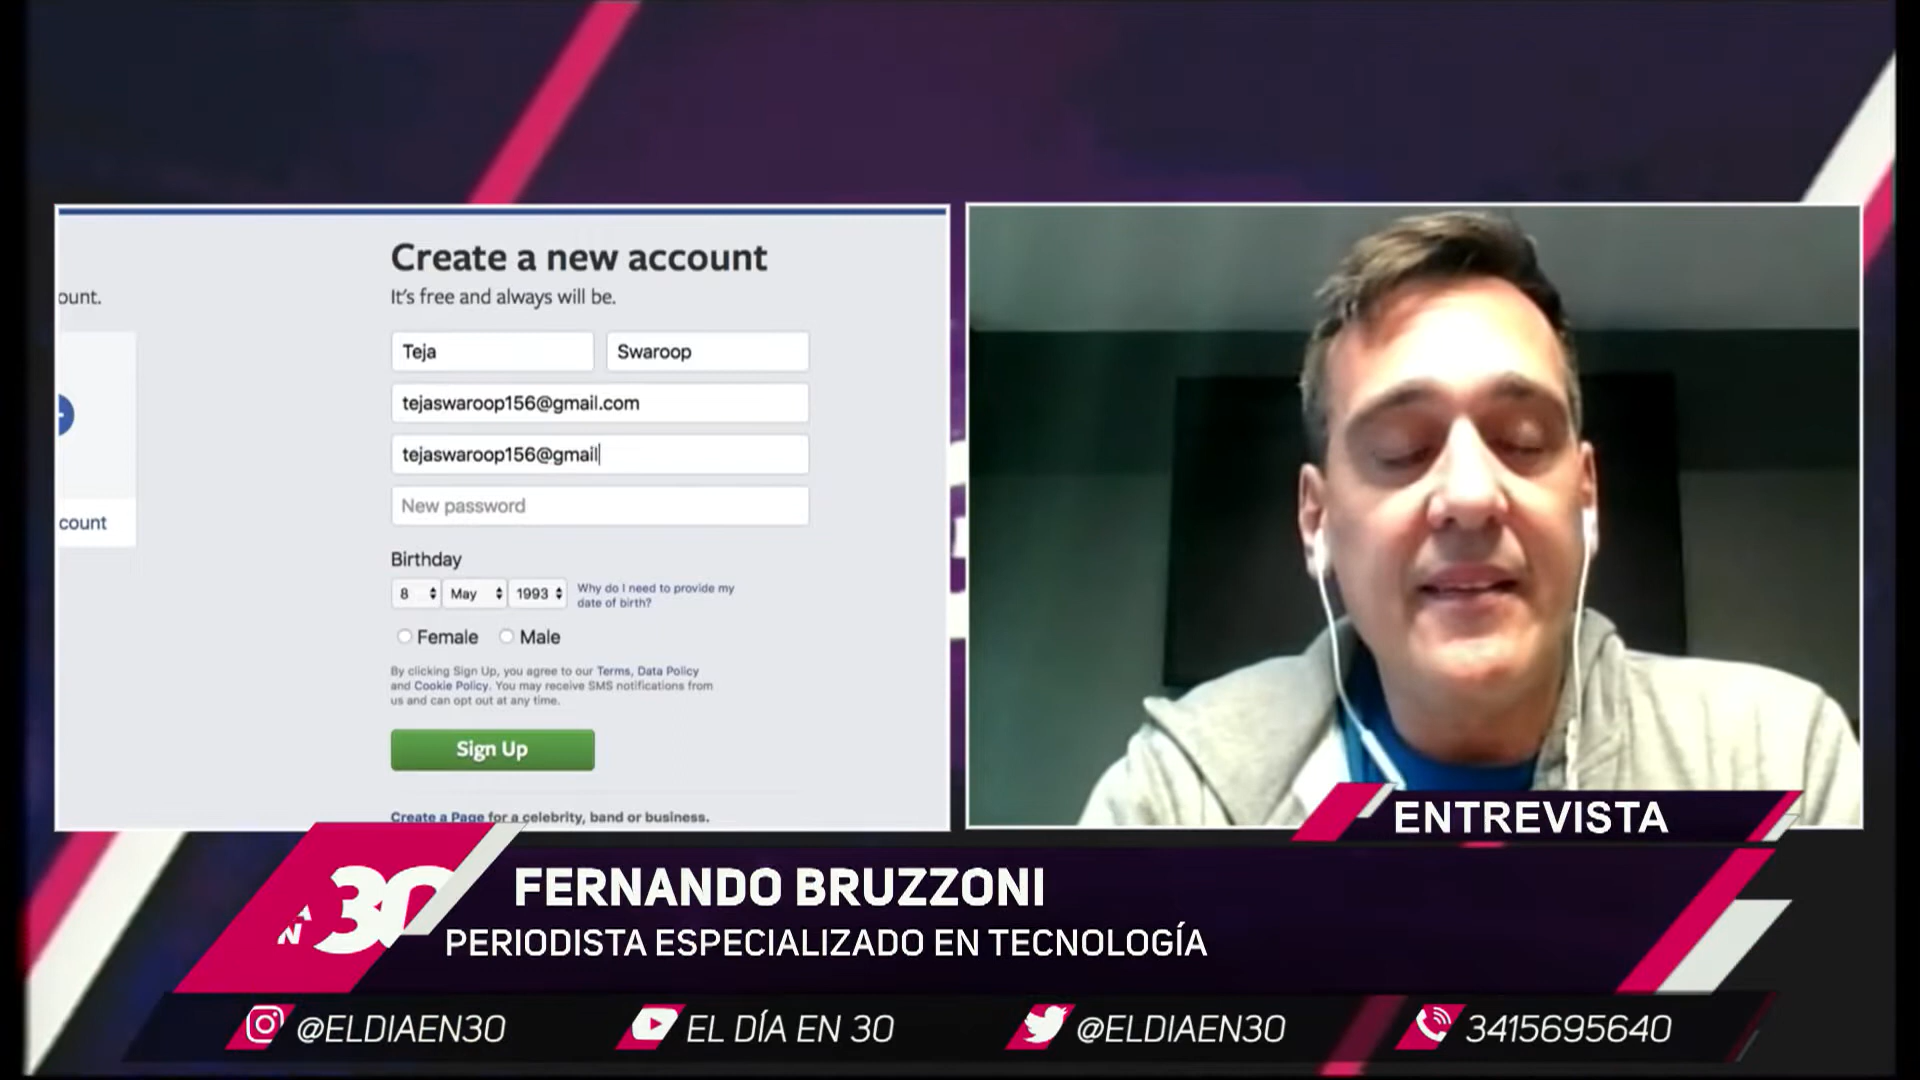 Create a new account
It's free and always will be.
ount.
Teja
Swaroop
tejaswaroop156@gmail.com
tejaswaroop156@gmail
New password
count
Birthday
8 May 1993
Why do I need to provide my
date of birth?
Female Male
By clicking Sign Up, you agree to our Terms, Data Policy
and Cookie Policy. You may receive SMS notifications from
us and can opt out at any time.
Sign Up
Create a Page for a celebrity, band or business.
ENTREVISTA
30
FERNANDO BRUZZONI
PERIODISTA ESPECIALIZADO EN TECNOLOGÍA
@ELDIAEN30
EL DÍA EN 30
@ELDIAEN30
3415695640